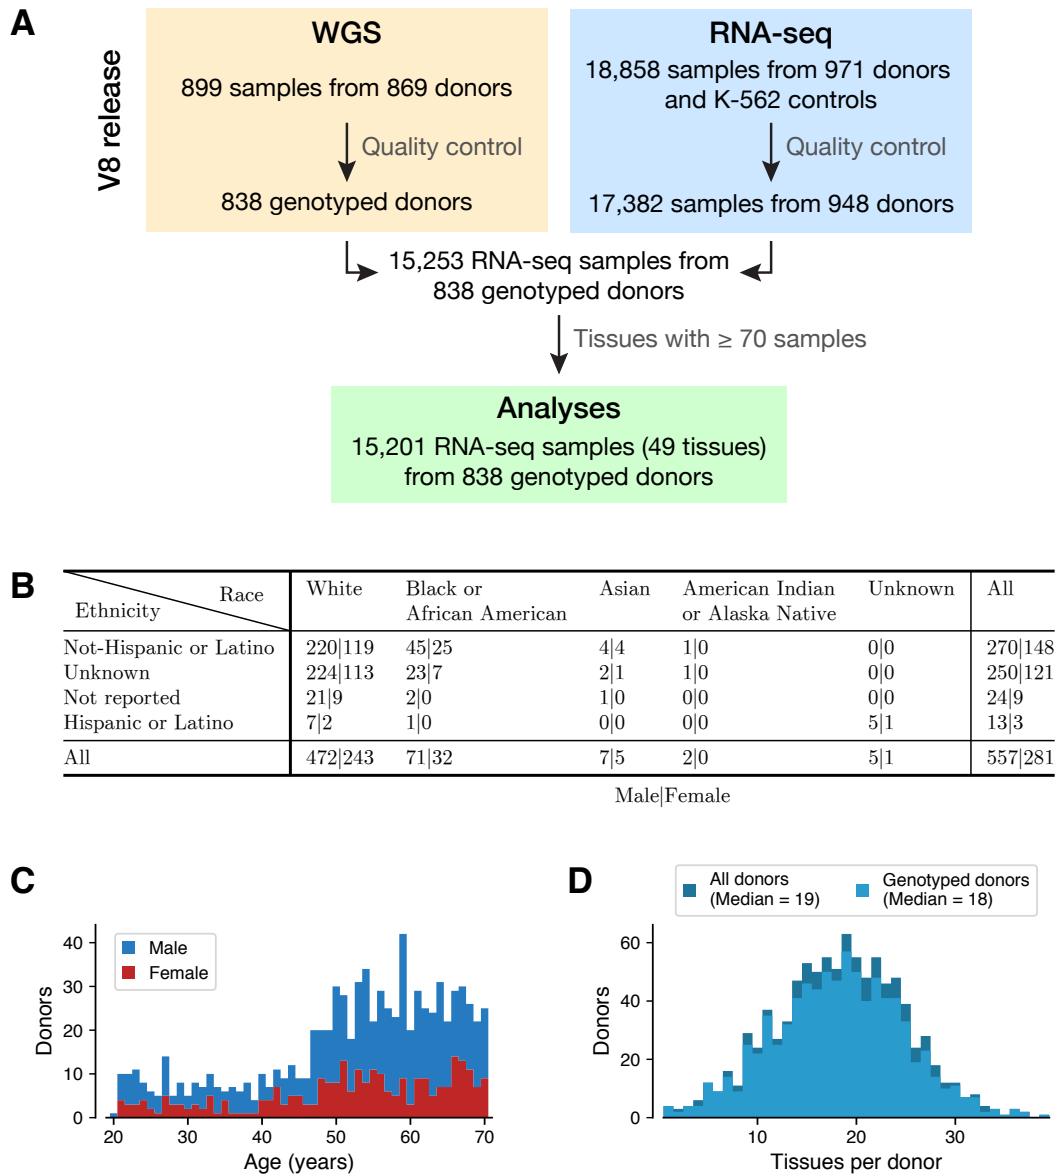 A
V8 release
WGS
899 samples from 869 donors
Quality control
838 genotyped donors
RNA-seq
18,858 samples from 971 donors
and K-562 controls
Quality control
17,382 samples from 948 donors
15,253 RNA-seq samples from
838 genotyped donors
Tissues with ≥ 70 samples
Analyses
15,201 RNA-seq samples (49 tissues)
from 838 genotyped donors
B
Race
Ethnicity
White
Black or
African American
Asian
American Indian
or Alaska Native
Unknown
All
Not-Hispanic or Latino 220|119 45|25 4|4 1|0 0|0 270|148
Unknown 224|113 23|7 2|1 1|0 0|0 250|121
Not reported 21|9 2|0 1|0 0|0 0|0 24|9
Hispanic or Latino 7|2 1|0 0|0 0|0 5|1 13|3
All 472|243 71|32 7|5 2|0 5|1 557|281
Male|Female
C
Male
Female
Donors
40
30
20
10
0
20 30 40 50 60 70
Age (years)
D
All donors
(Median = 19)
Genotyped donors
(Median = 18)
Donors
60
40
20
0
10 20 30
Tissues per donor